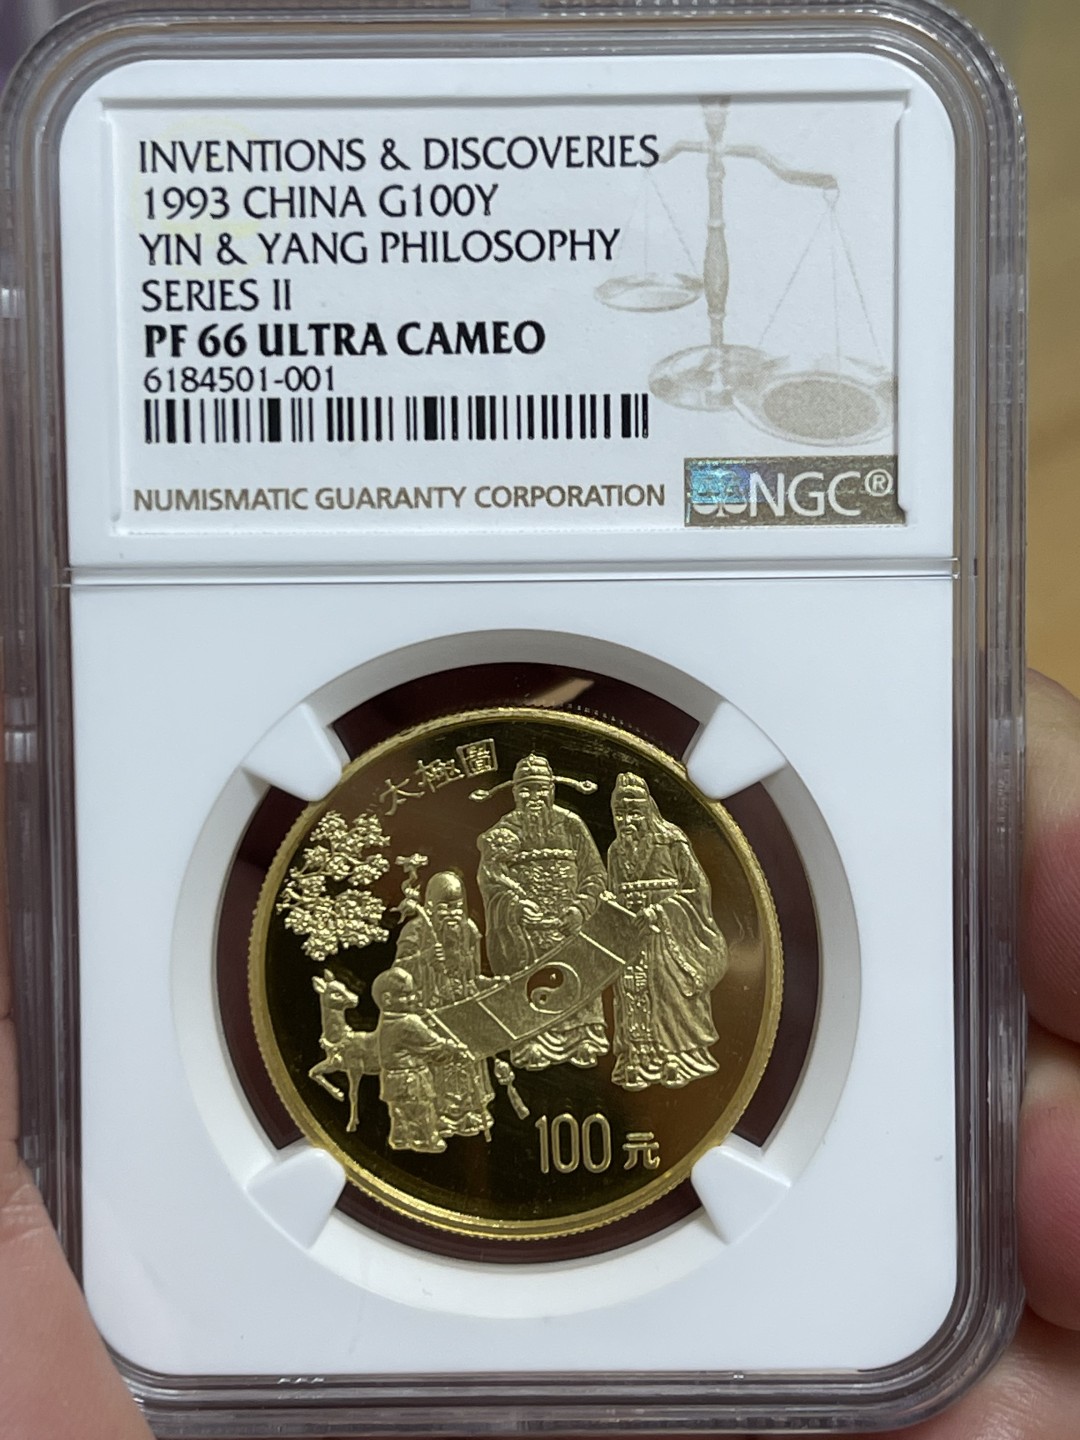 INVENTIONS & DISCOVERIES
1993 CHINA G100Y
YIN & YANG PHILOSOPHY
SERIES II
PF 66 ULTRA CAMEO
6184501-001
NUMISMATIC GUARANTY CORPORATION
NGC®
太極圖
100元